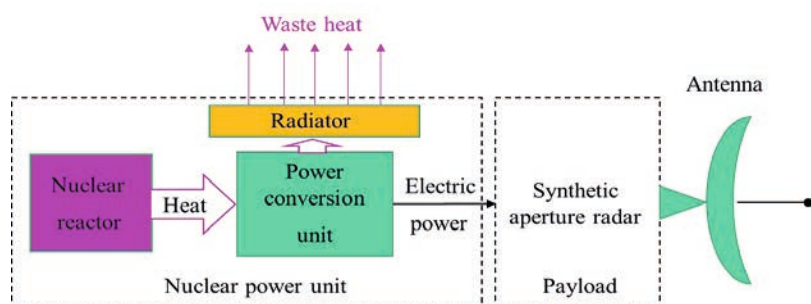 Waste heat
Antenna
Radiator
Nuclear
reactor
Heat
Power
conversion
unit
Electric
power
Synthetic
aperture radar
Nuclear power unit
Payload